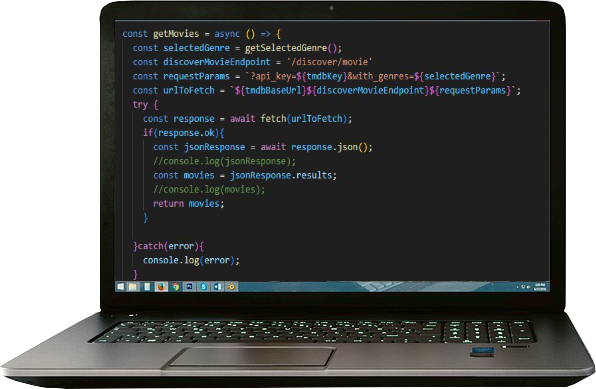 const getMovies = async () => {
const selectedGenre = getSelectedGenre();
const discoverMovieEndpoint = '/discover/movie'
const requestParams = `?api_key=${tmdbKey}&with_genres=${selectedGenre}`;
const urlToFetch = `${tmdbBaseUrl}${discoverMovieEndpoint}${requestParams}`;
try {
const response = await fetch(urlToFetch);
if(response.ok){
const jsonResponse = await response.json();
//console.log(jsonResponse);
const movies = jsonResponse.results;
//console.log(movies);
return movies;
}
}catch(error){
console.log(error);
}